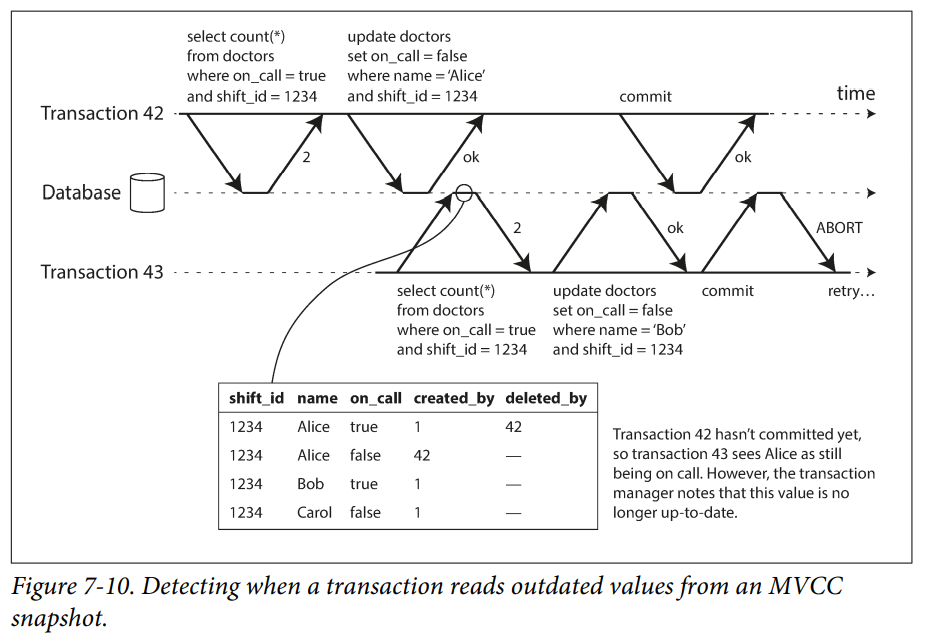 select count(*)
from doctors
where on_call = true
and shift_id = 1234
update doctors
set on_call = false
where name = ‘Alice’
and shift_id = 1234
commit
time
Transaction 42
2
ok
ok
Database
2
ok
ABORT
Transaction 43
select count(*)
from doctors
where on_call = true
and shift_id = 1234
update doctors
set on_call = false
where name = ‘Bob’
and shift_id = 1234
commit
retry…
shift_id name on_call created_by deleted_by
1234 Alice true 1 42
1234 Alice false 42 —
1234 Bob true 1 —
1234 Carol false 1 —
Transaction 42 hasn’t committed yet,
so transaction 43 sees Alice as still
being on call. However, the transaction
manager notes that this value is no
longer up-to-date.
Figure 7-10. Detecting when a transaction reads outdated values from an MVCC
snapshot.